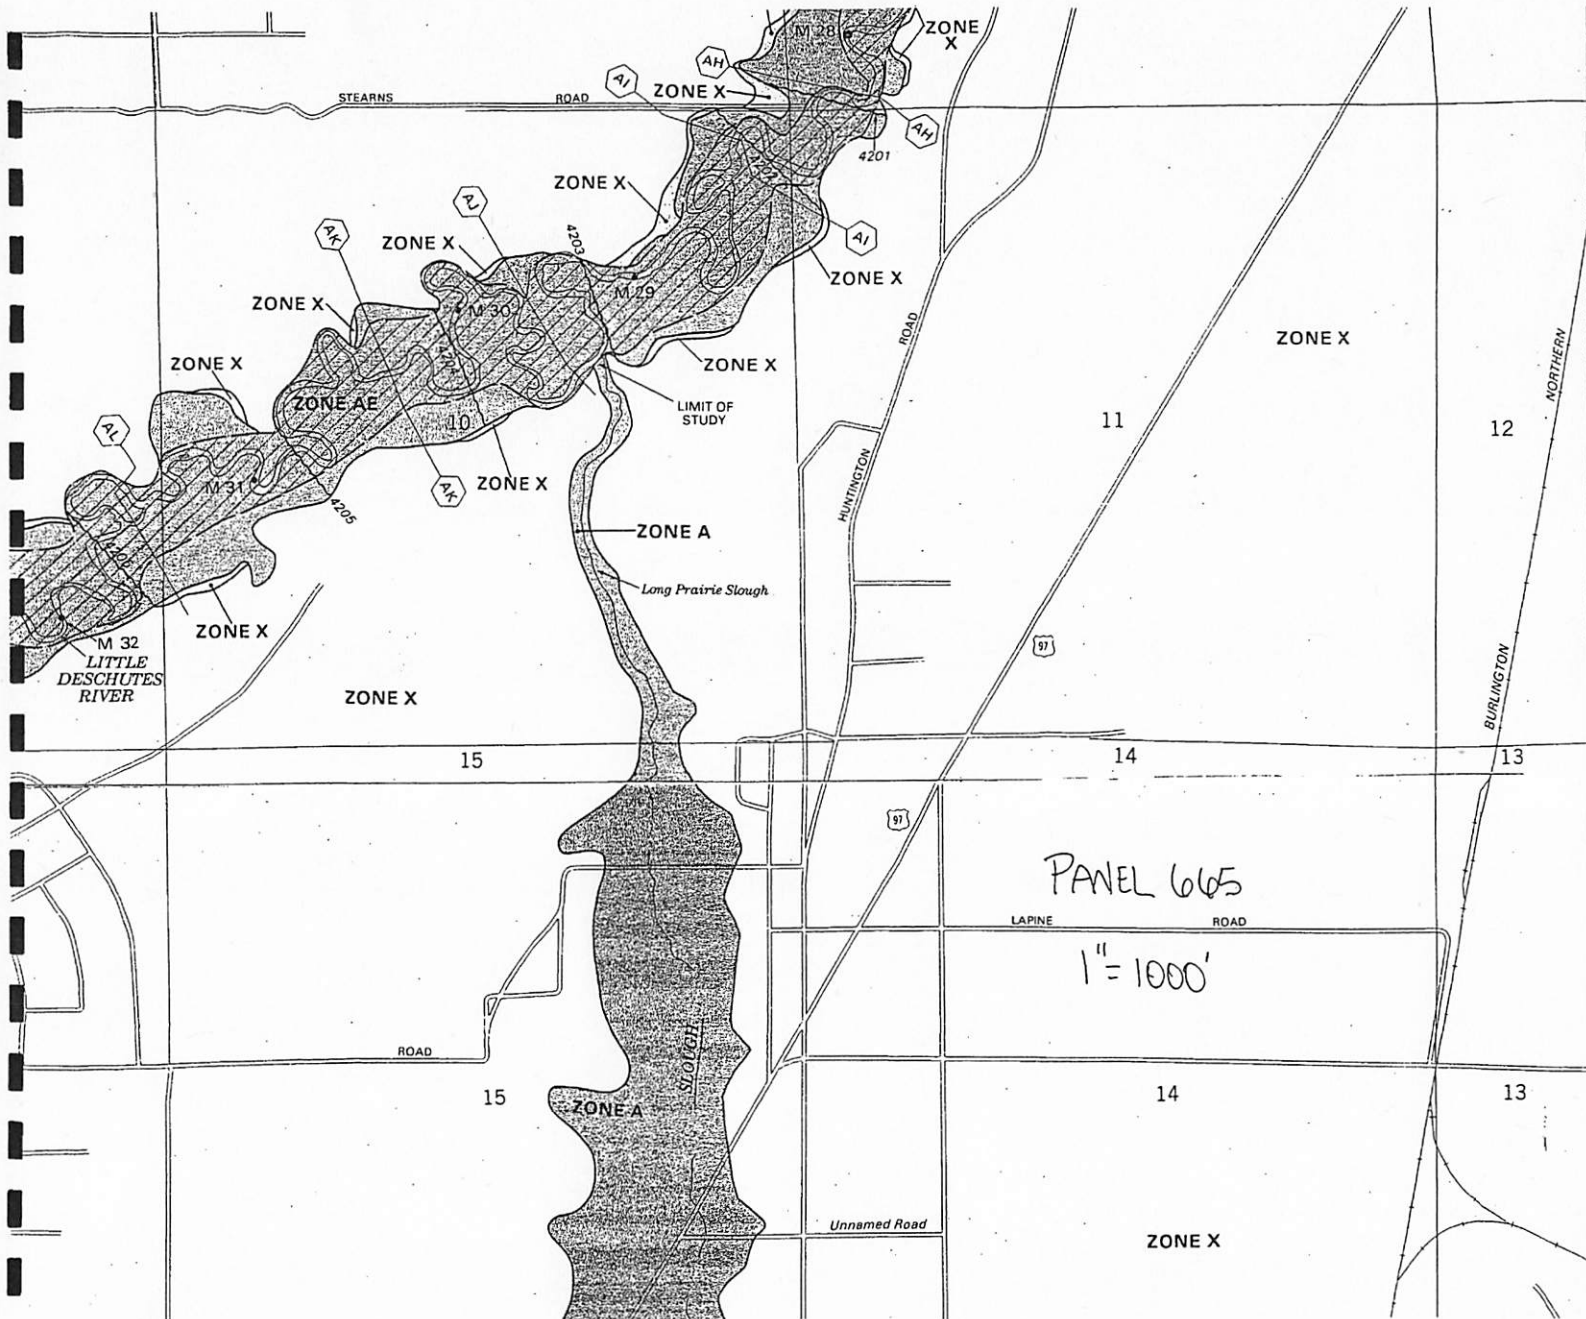 M 28
ZONE
X
AH
AI
ZONE X
STEARNS
ROAD
AH
4201
4202
ZONE X
AJ
AI
AK
4203
ZONE X
ZONE X
M 29
ZONE X
M 30
ROAD
ZONE X
NORTHERN
ZONE X
4204
ZONE X
ZONE AE
LIMIT OF
STUDY
10
11
12
AL
ZONE X
AK
M 31
HUNTINGTON
4205
ZONE A
Long Prairie Slough
ZONE X
M 32
LITTLE
DESCHUTES
RIVER
97
ZONE X
BURLINGTON
15
14
13
97
PANEL 665
LAPINE
ROAD
1"= 1000'
ROAD
SLOUGH
15
ZONE A
14
13
Unnamed Road
ZONE X